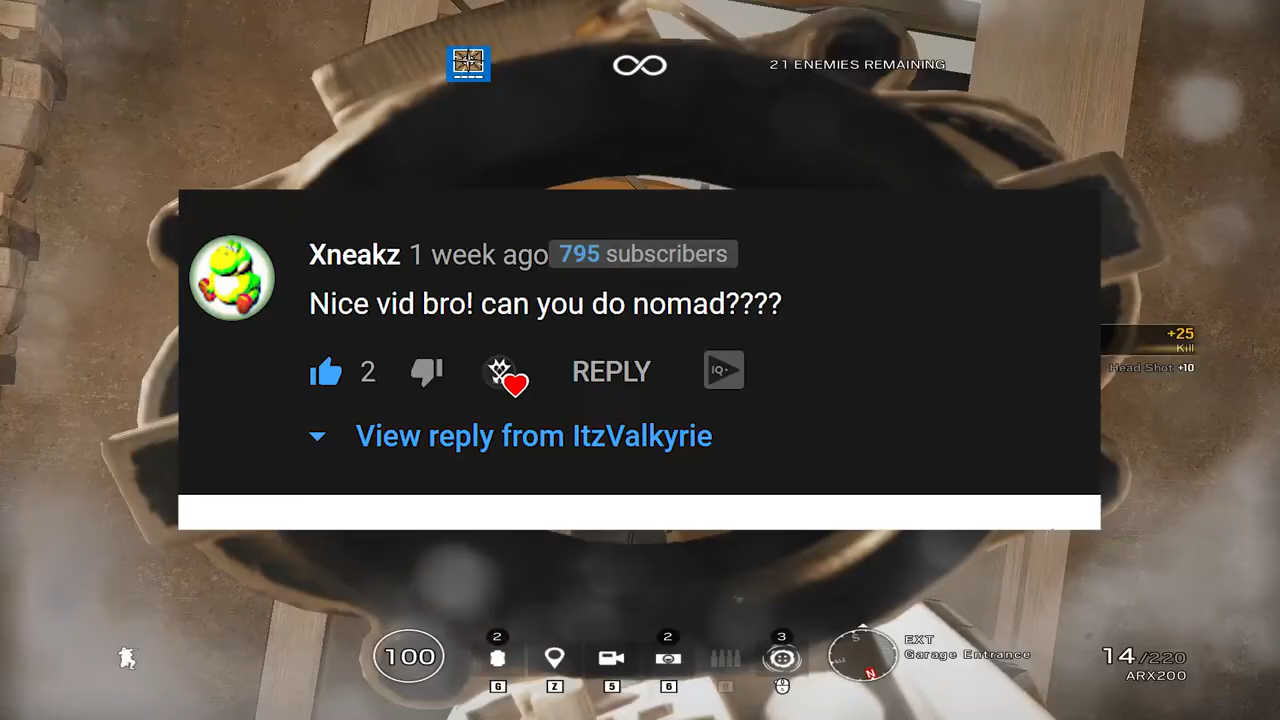 21 ENEMIES REMAINING
Xneakz 1 week ago 795 subscribers
Nice vid bro! can you do nomad????
+25
Kill
Head Shot +10
2 REPLY IQ+
View reply from ItzValkyrie
2 2 3
100
S
N
EXT
Garage Entrance
14/220
ARX200
G Z 5 6